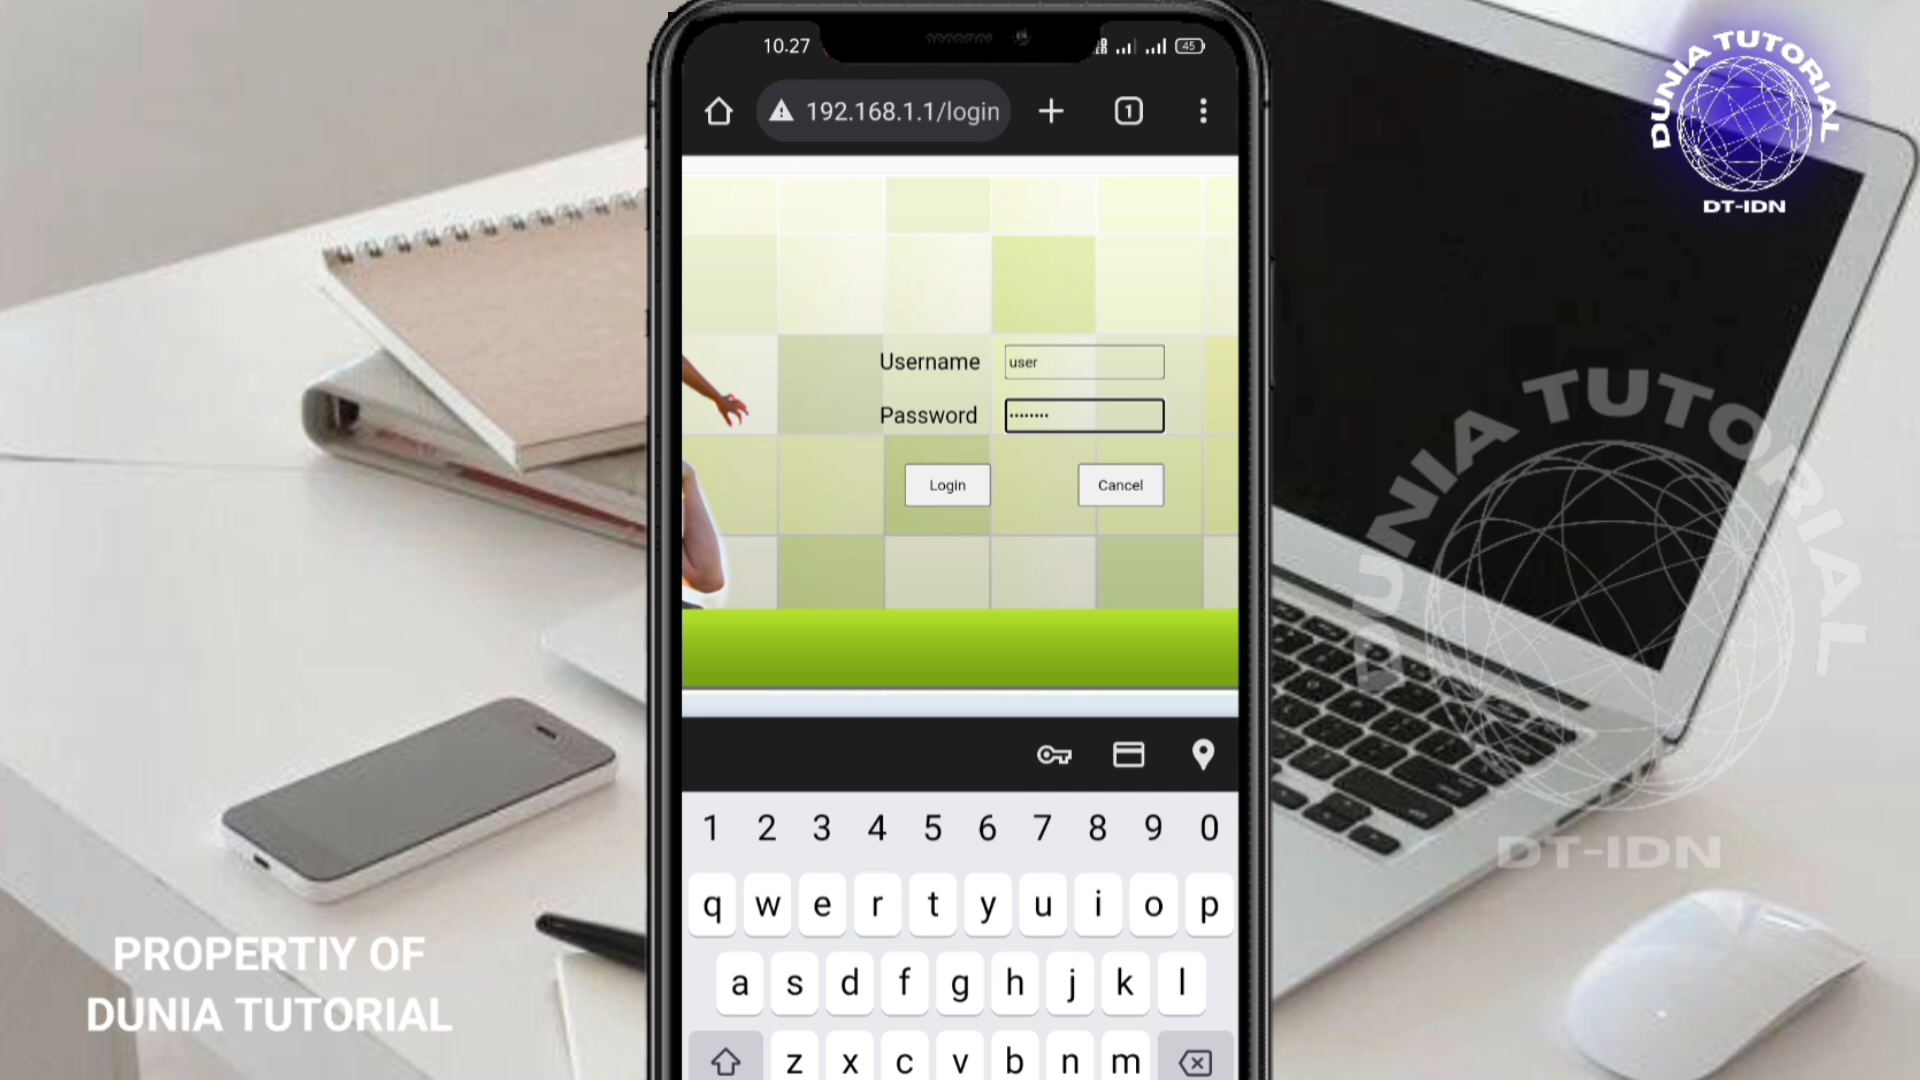 10.27
45
192.168.1.1/login
1
Username
user
Password
Login
Cancel
1 2 3 4 5 6 7 8 9 0
q w e r t y u i o p
a s d f g h j k l
z x c v b n m
DUNIA TUTORIAL
DT-IDN
DUNIA TUTORIAL
DT-IDN
PROPERTIY OF
DUNIA TUTORIAL